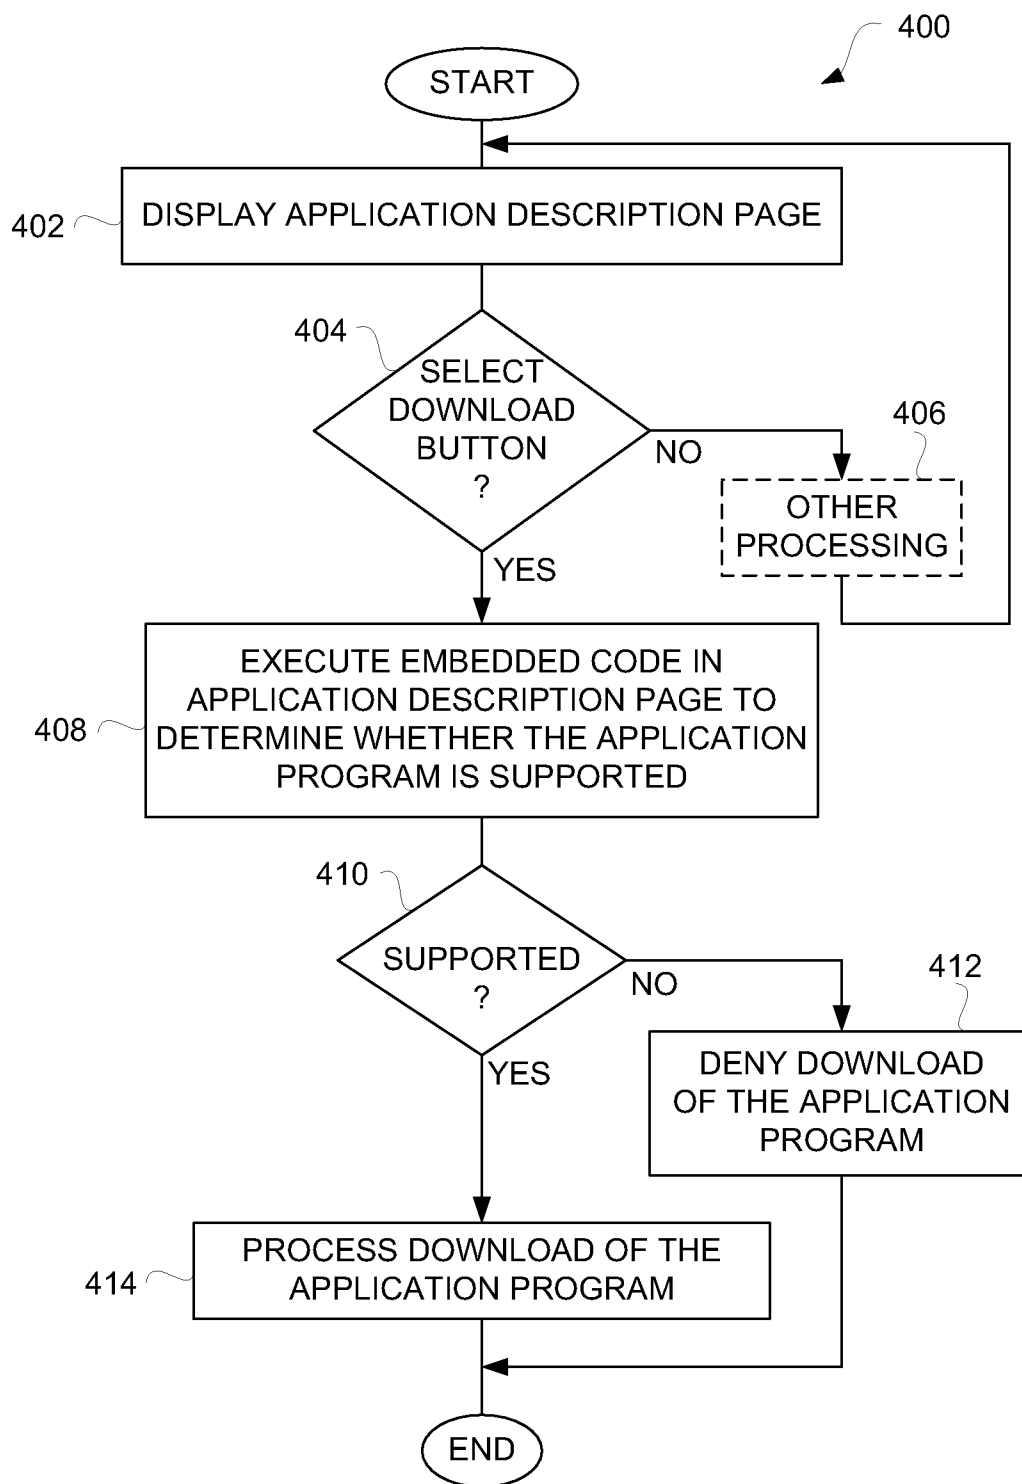 400
START
402
DISPLAY APPLICATION DESCRIPTION PAGE
404
SELECT
DOWNLOAD
BUTTON
?
NO
406
OTHER
PROCESSING
YES
408
EXECUTE EMBEDDED CODE IN
APPLICATION DESCRIPTION PAGE TO
DETERMINE WHETHER THE APPLICATION
PROGRAM IS SUPPORTED
410
SUPPORTED
?
NO
412
DENY DOWNLOAD
OF THE APPLICATION
PROGRAM
YES
414
PROCESS DOWNLOAD OF THE
APPLICATION PROGRAM
END